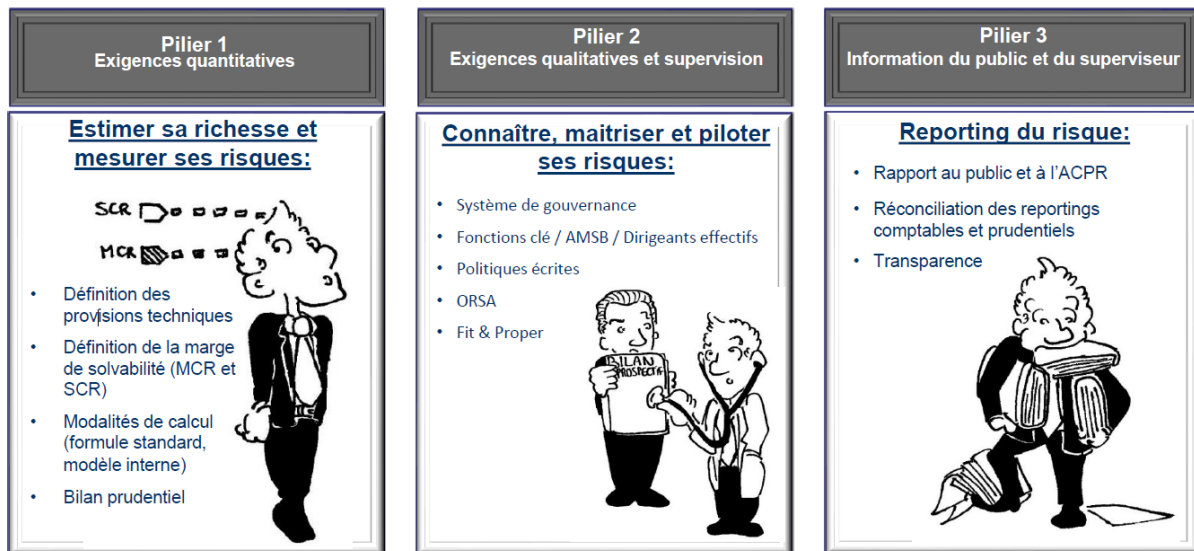 Pilier 1
Exigences quantitatives
Estimer sa richesse et
mesurer ses risques:
SCR
MCR
• Définition des
provisions techniques
• Définition de la marge
de solvabilité (MCR et
SCR)
• Modalités de calcul
(formule standard,
modèle interne)
• Bilan prudentiel
Pilier 2
Exigences qualitatives et supervision
Connaître, maitriser et piloter
ses risques:
• Système de gouvernance
• Fonctions clé / AMSB / Dirigeants effectifs
• Politiques écrites
• ORSA
• Fit & Proper
BILAN
PROSPECTIF
Pilier 3
Information du public et du superviseur
Reporting du risque:
• Rapport au public et à l'ACPR
• Réconciliation des reportings
comptables et prudentiels
• Transparence